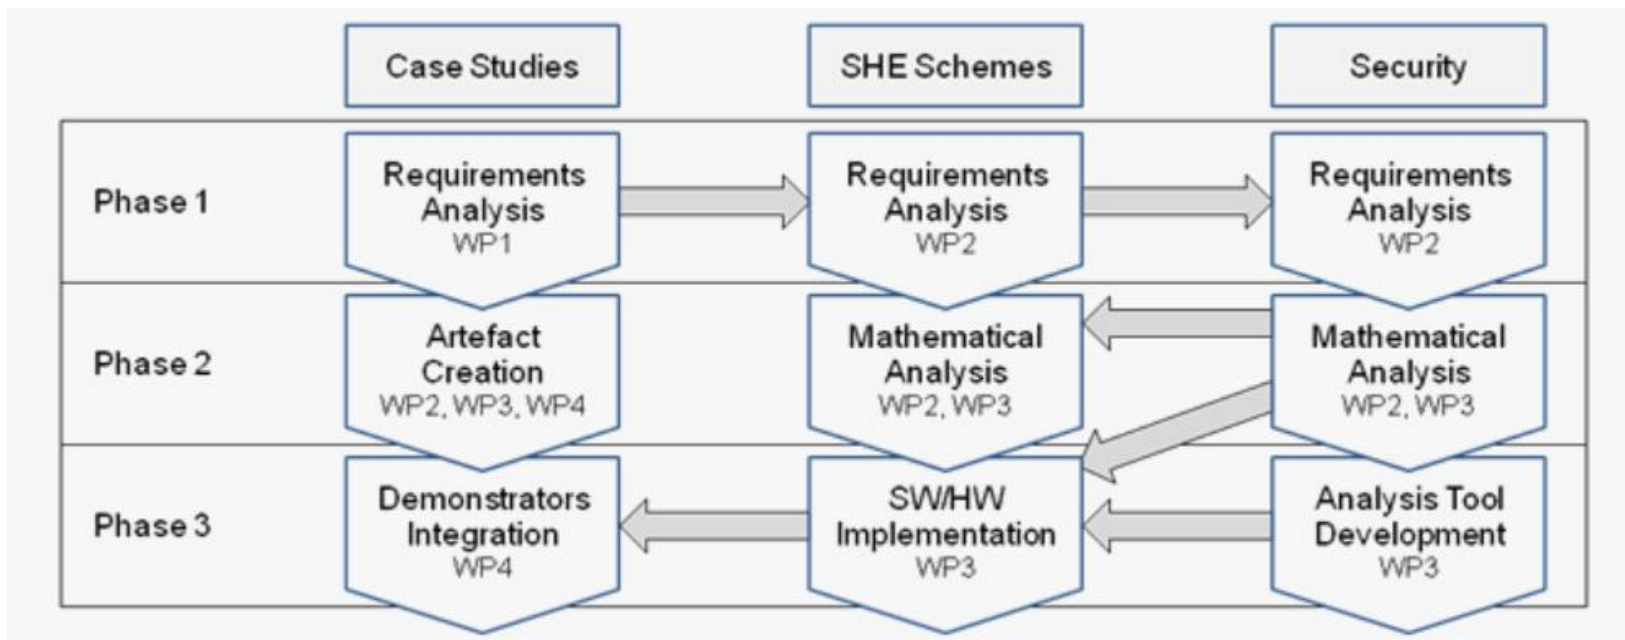 Case Studies
SHE Schemes
Security
Phase 1
Requirements
Analysis
WP1
Requirements
Analysis
WP2
Requirements
Analysis
WP2
Phase 2
Artefact
Creation
WP2, WP3, WP4
Mathematical
Analysis
WP2, WP3
Mathematical
Analysis
WP2, WP3
Phase 3
Demonstrators
Integration
WP4
SW/HW
Implementation
WP3
Analysis Tool
Development
WP3